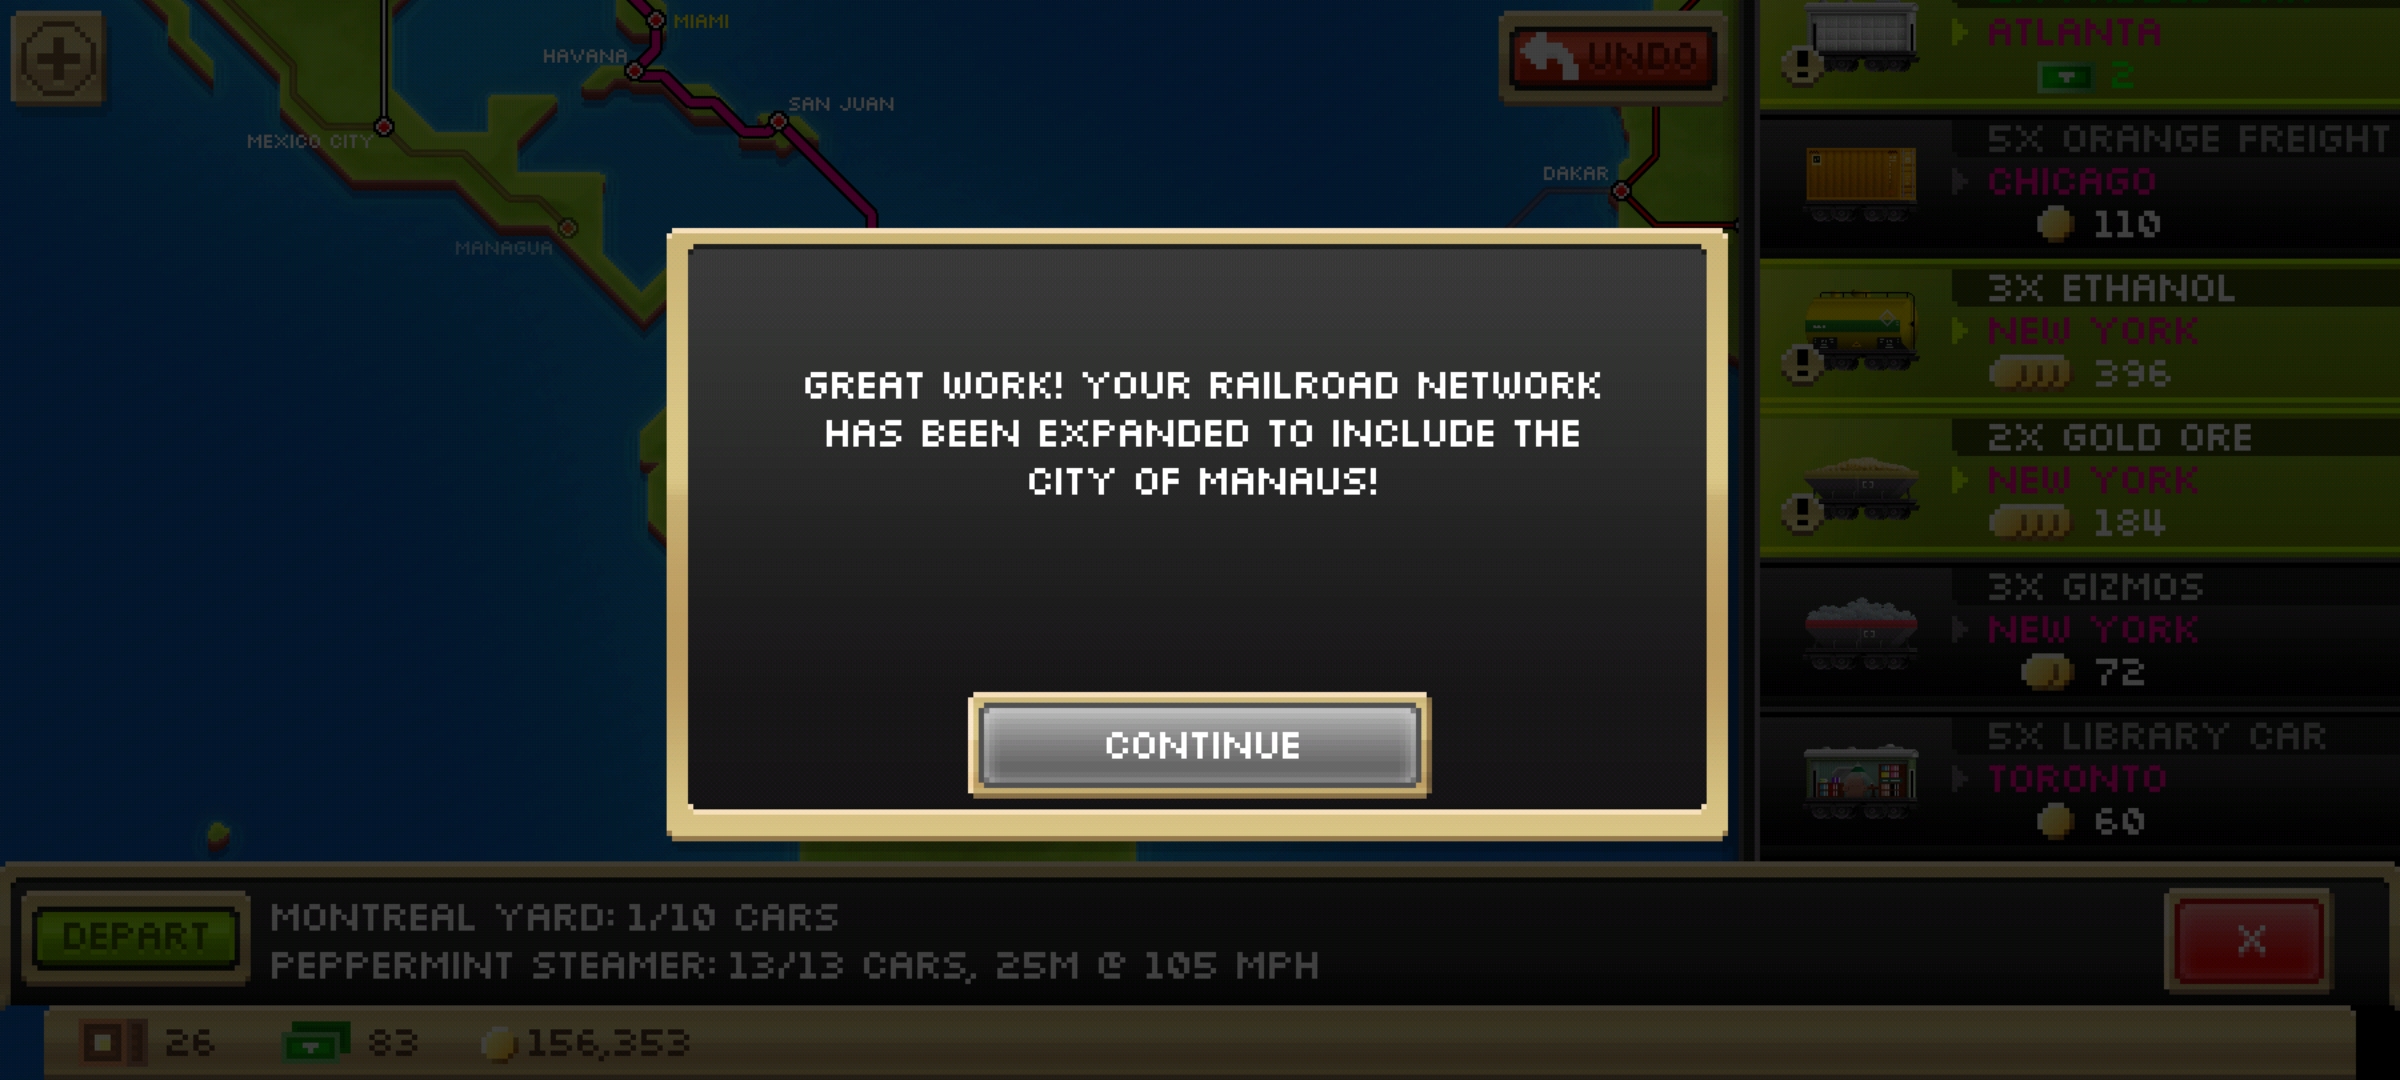 MIAMI
HAVANA
SAN JUAN
MEXICO CITY
MANAGUA
DAKAR
UNDO
ATLANTA
2
5X ORANGE FREIGHT
CHICAGO
110
3X ETHANOL
NEW YORK
396
2X GOLD ORE
NEW YORK
184
3X GIZMOS
NEW YORK
72
5X LIBRARY CAR
TORONTO
60
GREAT WORK! YOUR RAILROAD NETWORK
HAS BEEN EXPANDED TO INCLUDE THE
CITY OF MANAUS!
CONTINUE
DEPART
MONTREAL YARD: 1/10 CARS
PEPPERMINT STEAMER: 13/13 CARS, 25M @ 105 MPH
X
26
83
156,353